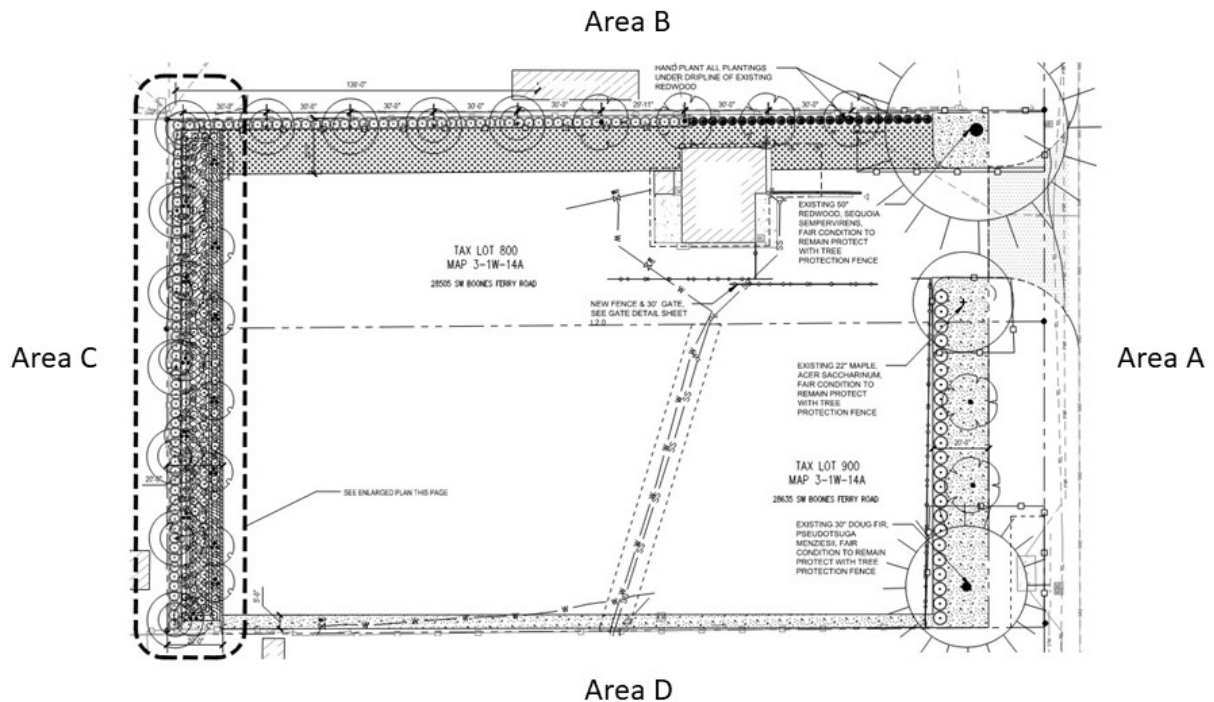 Area B
HAND PLANT ALL PLANTINGS
UNDER DRIPLINE OF EXISTING
REDWOOD
30'-0"
30'-0"
30'-0"
30'-0"
29'-11"
30'-0"
30'-0"
EXISTING 50"
REDWOOD, SEQUOIA
SEMPERVIRENS,
FAIR CONDITION TO
REMAIN PROTECT
WITH TREE
PROTECTION FENCE
TAX LOT 800
MAP 3-1W-14A
28505 SW BOONES FERRY ROAD
NEW FENCE & 30' GATE,
SEE GATE DETAIL SHEET
L2.0
Area C
Area A
EXISTING 22" MAPLE,
ACER SACCHARINUM,
FAIR CONDITION TO
REMAIN PROTECT
WITH TREE
PROTECTION FENCE
W
SS
20'-0"
TAX LOT 900
MAP 3-1W-14A
28635 SW BOONES FERRY ROAD
20'-0"
SEE ENLARGED PLAN THIS PAGE
EXISTING 30" DOUG FIR,
PSEUDOTSUGA
MENZIESII, FAIR
CONDITION TO REMAIN
PROTECT WITH TREE
PROTECTION FENCE
5'-0"
Area D